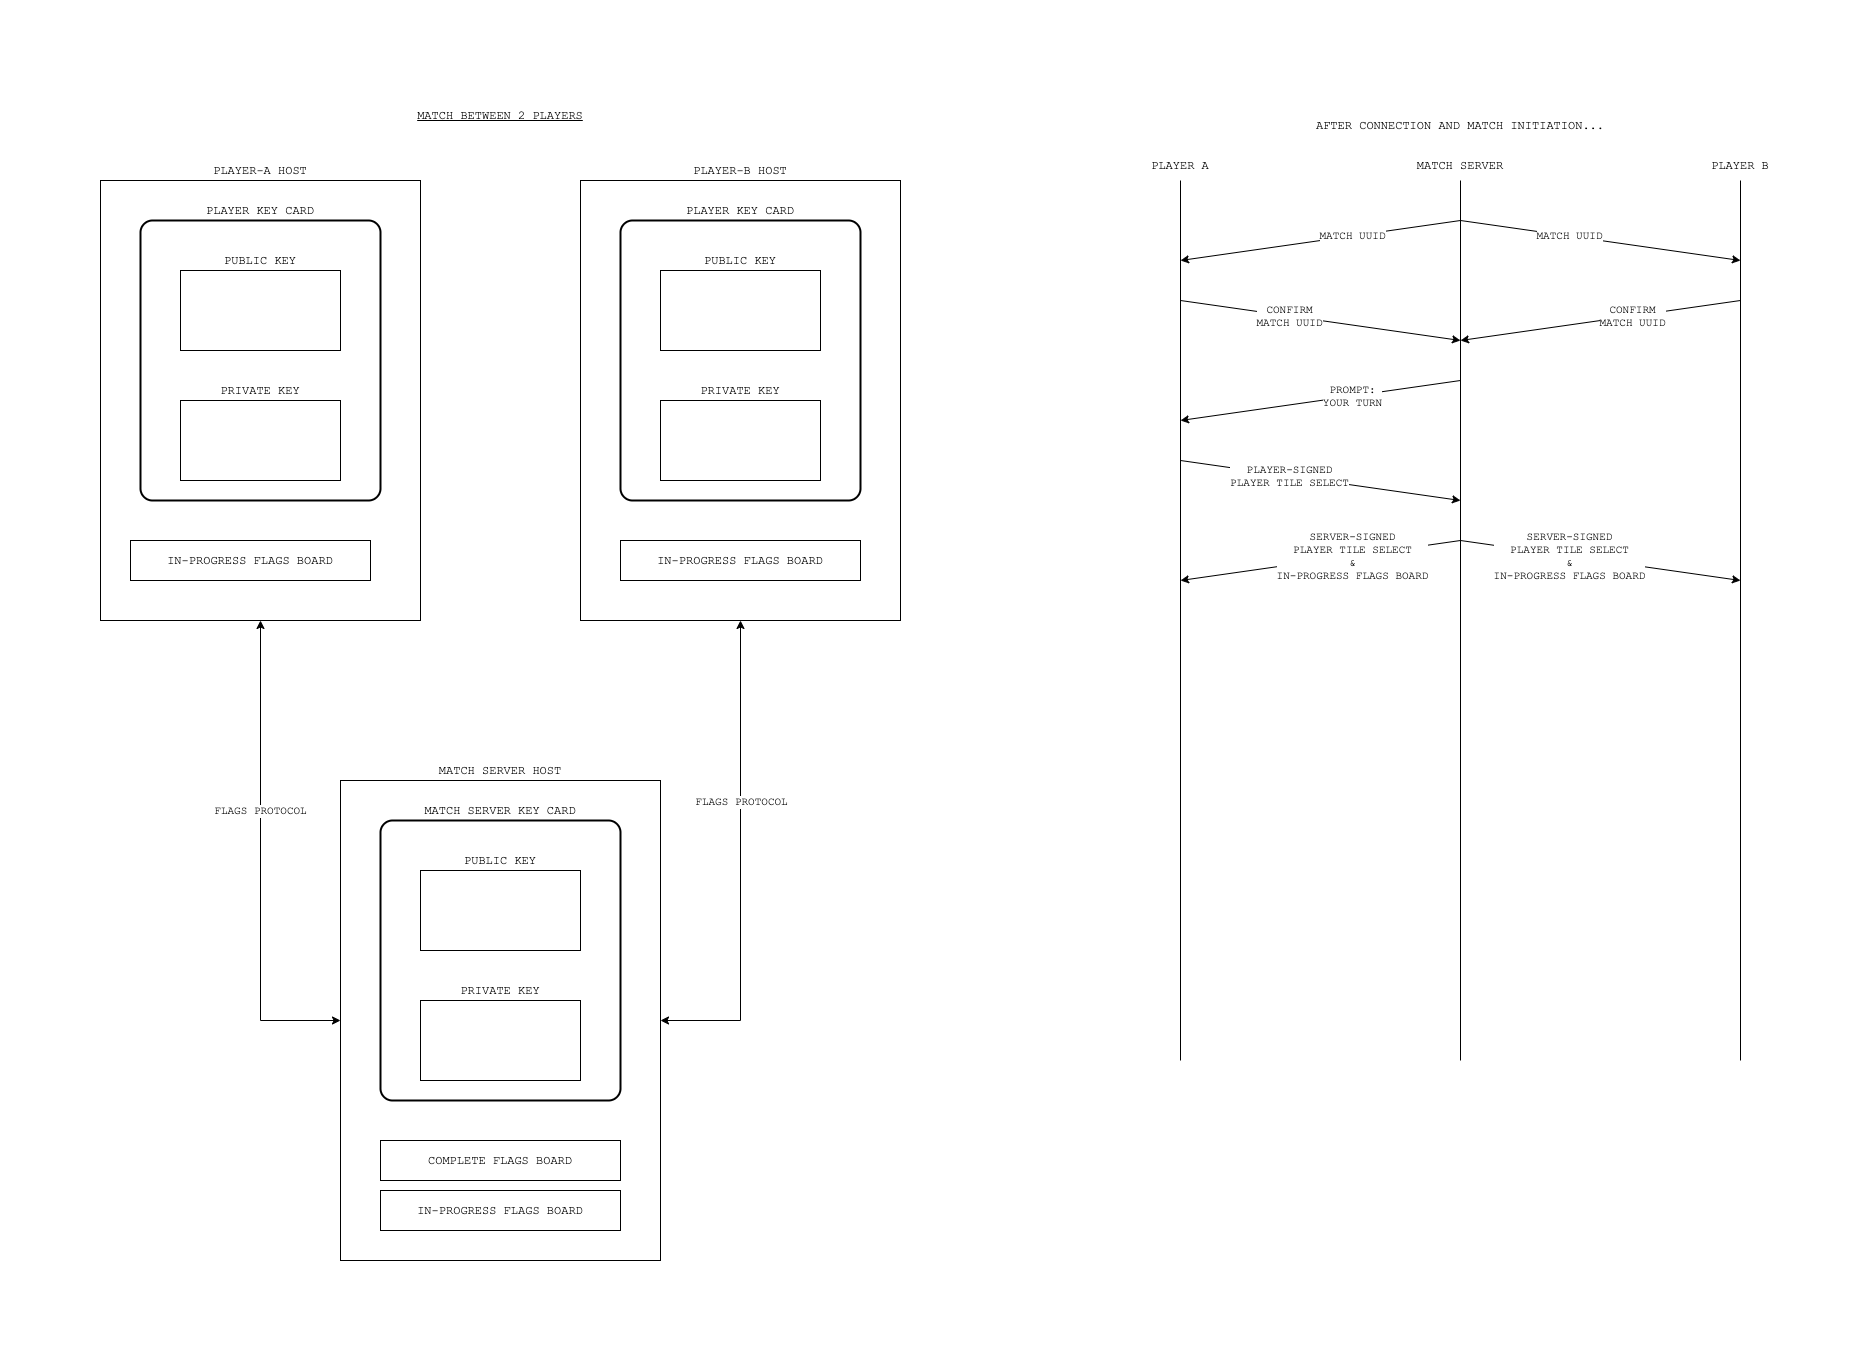 MATCH BETWEEN 2 PLAYERS
PLAYER-A HOST
PLAYER KEY CARD
PUBLIC KEY
PRIVATE KEY
IN-PROGRESS FLAGS BOARD
PLAYER-B HOST
PLAYER KEY CARD
PUBLIC KEY
PRIVATE KEY
IN-PROGRESS FLAGS BOARD
FLAGS PROTOCOL
FLAGS PROTOCOL
MATCH SERVER HOST
MATCH SERVER KEY CARD
PUBLIC KEY
PRIVATE KEY
COMPLETE FLAGS BOARD
IN-PROGRESS FLAGS BOARD
AFTER CONNECTION AND MATCH INITIATION...
PLAYER A
MATCH SERVER
PLAYER B
MATCH UUID
MATCH UUID
CONFIRM
MATCH UUID
CONFIRM
MATCH UUID
PROMPT:
YOUR TURN
PLAYER-SIGNED
PLAYER TILE SELECT
SERVER-SIGNED
PLAYER TILE SELECT
&
IN-PROGRESS FLAGS BOARD
SERVER-SIGNED
PLAYER TILE SELECT
&
IN-PROGRESS FLAGS BOARD